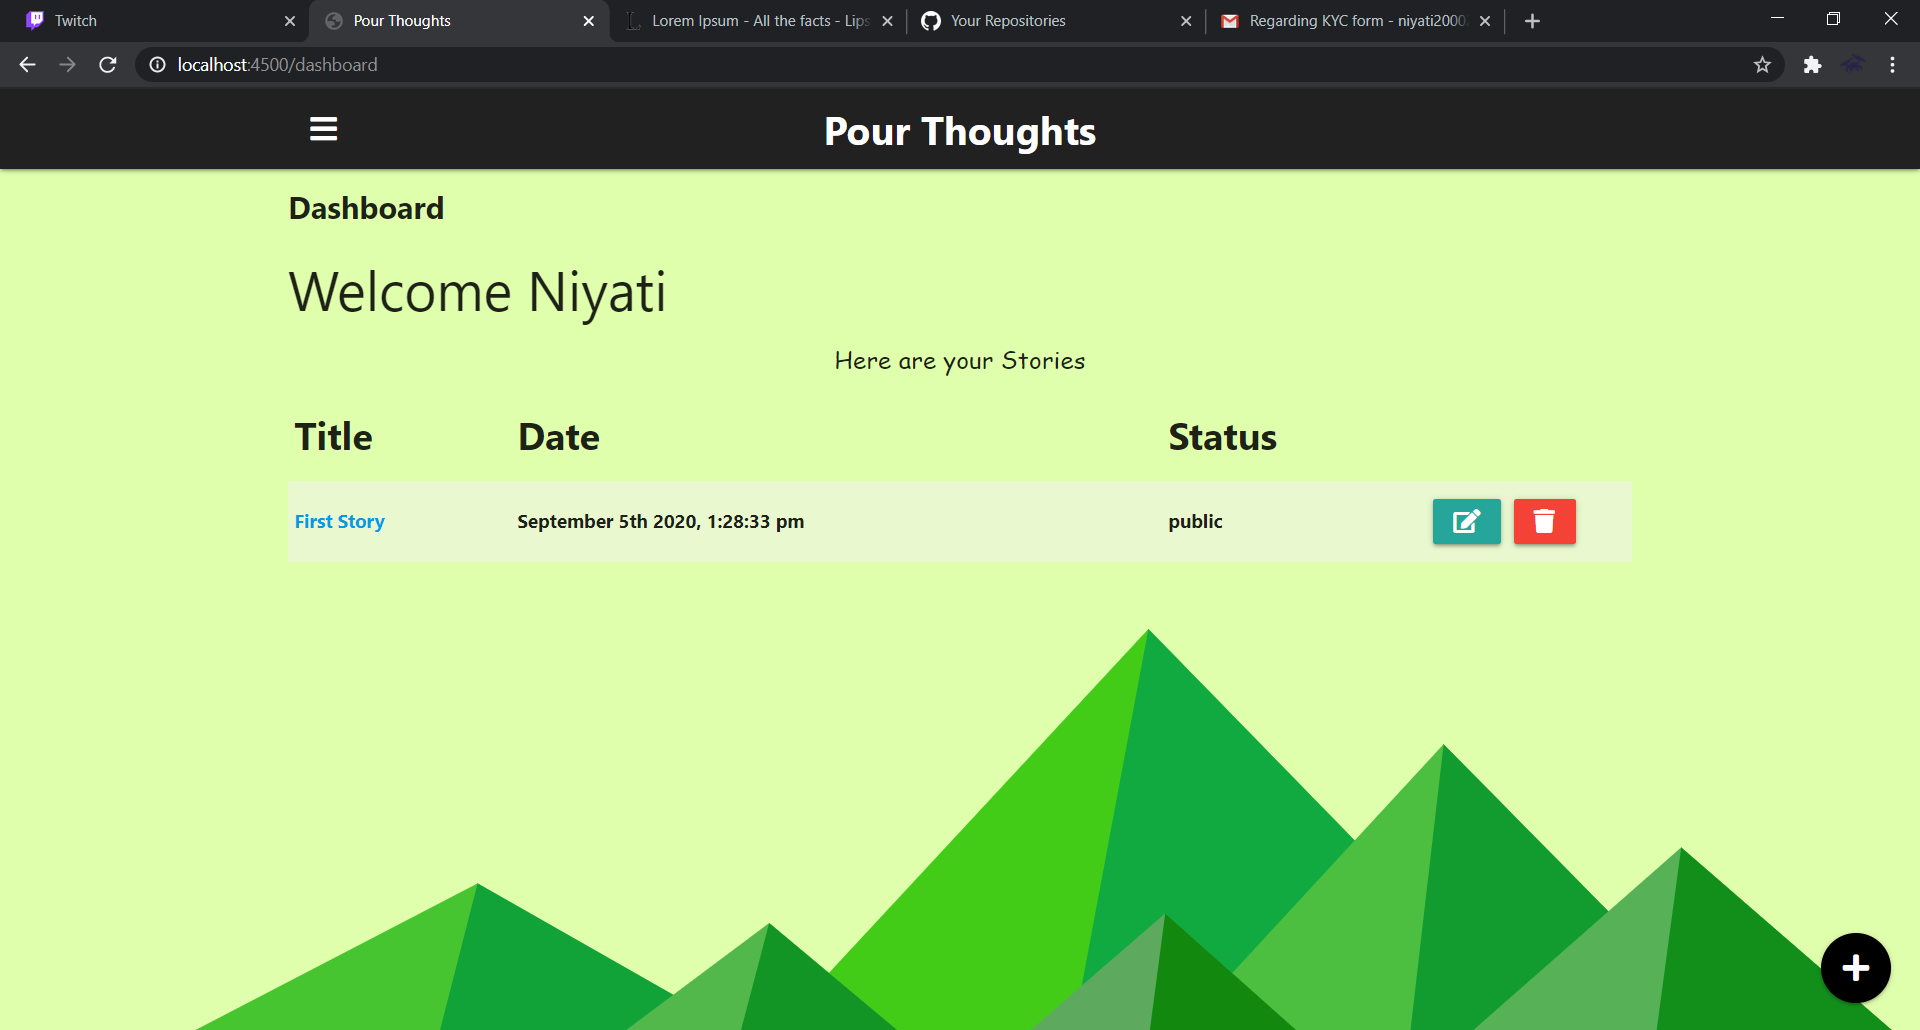 Twitch
Pour Thoughts
Lorem Ipsum - All the facts - Lips
Your Repositories
Regarding KYC form - niyati2000
localhost:4500/dashboard
Pour Thoughts
Dashboard
Welcome Niyati
Here are your Stories
Title Date Status
First Story September 5th 2020, 1:28:33 pm public